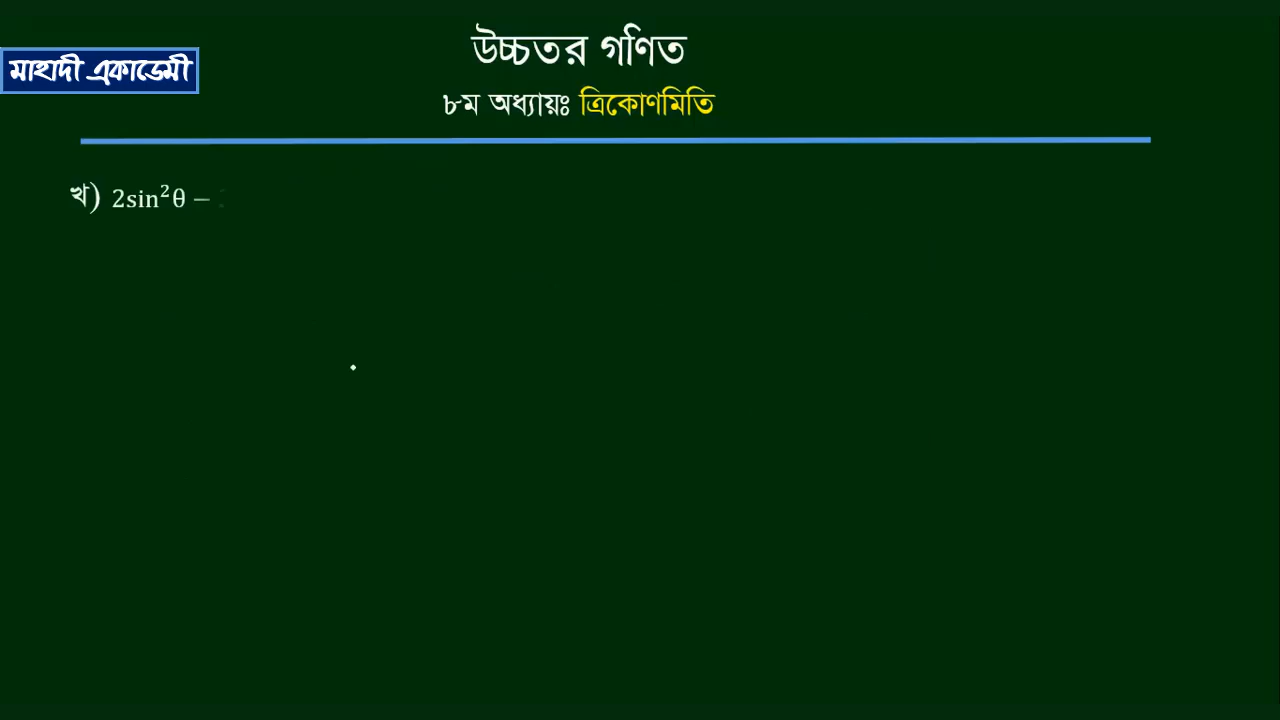 উচ্চতর গণিত
মাহাদী একাডেমী
৮ম অধ্যায়ঃ ত্রিকোণমিতি
খ) 2sin²θ −